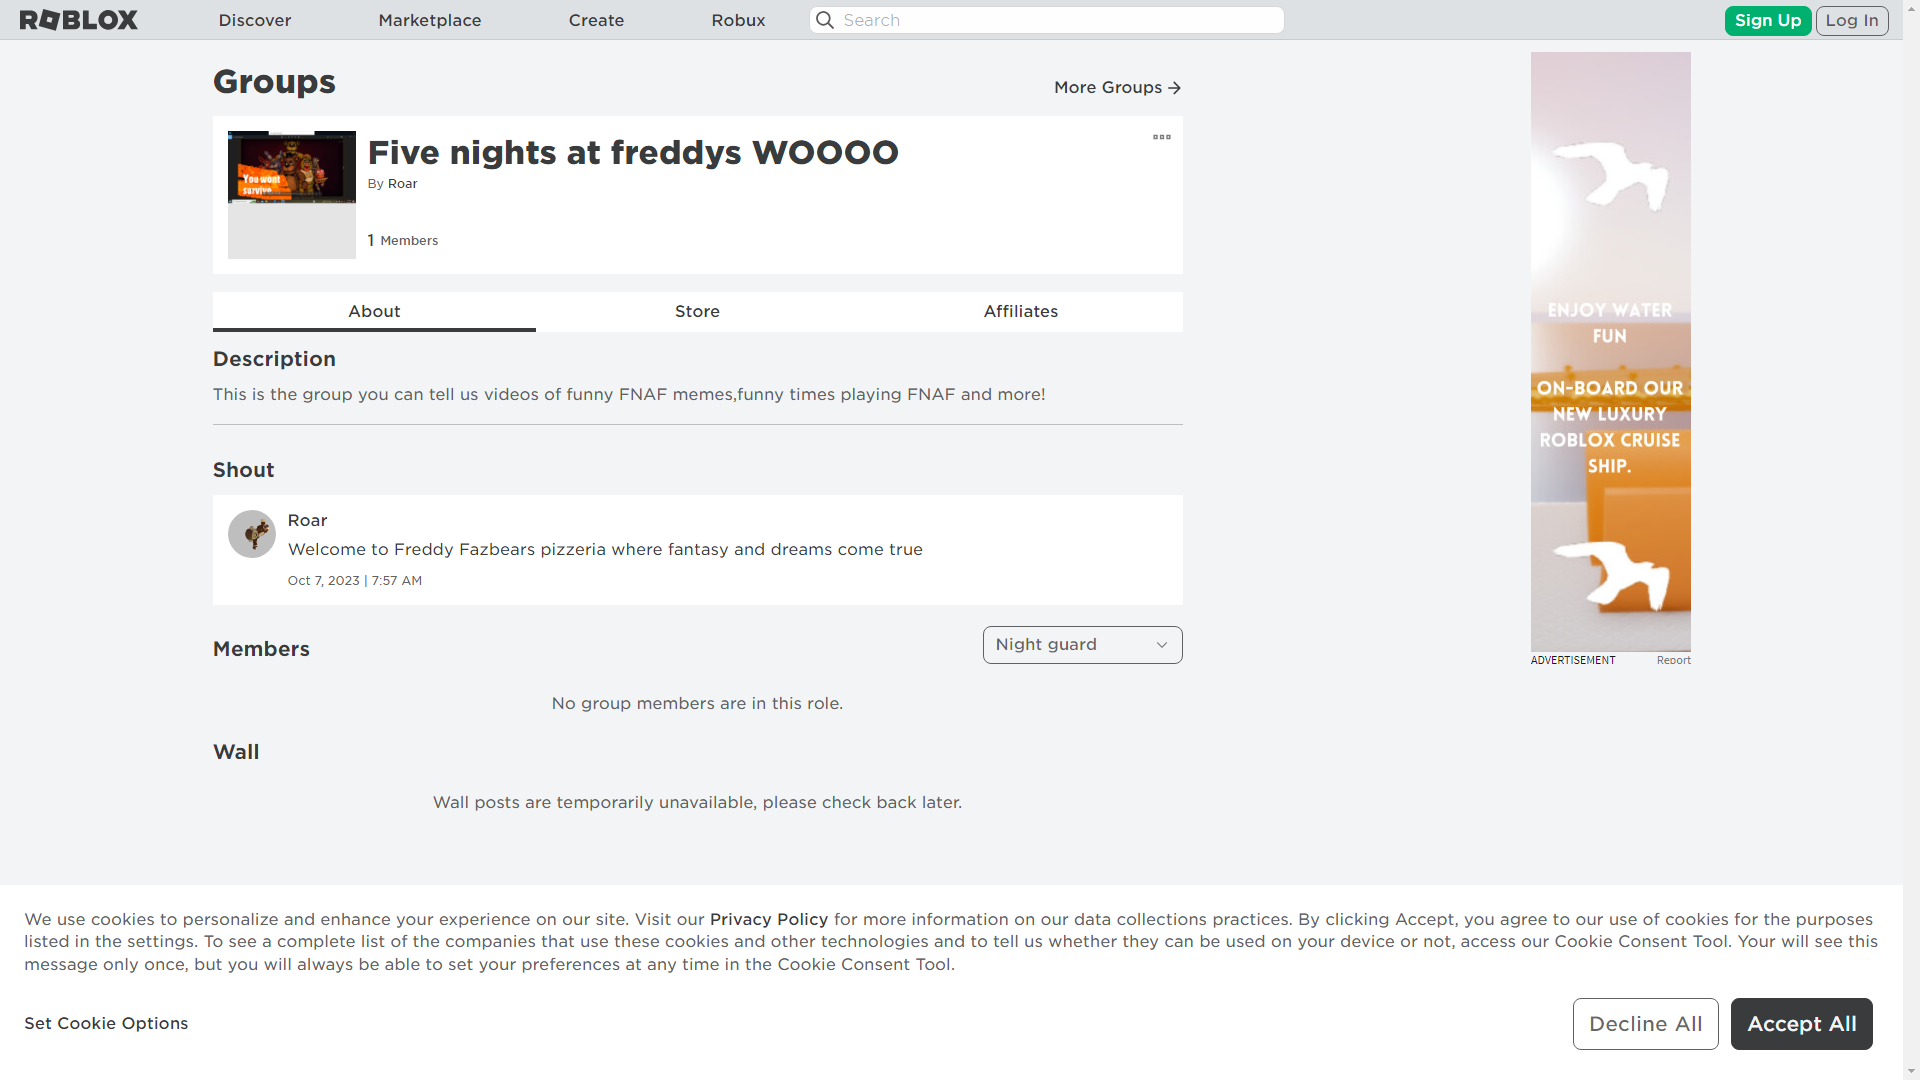 ROBLOX
Discover
Marketplace
Create
Robux
Search
Sign Up
Log In
Groups
More Groups
Five nights at freddys WOOOO
By Roar
1 Members
You wont
survive
About
Store
Affiliates
Description
This is the group you can tell us videos of funny FNAF memes,funny times playing FNAF and more!
Shout
Roar
Welcome to Freddy Fazbears pizzeria where fantasy and dreams come true
Oct 7, 2023 | 7:57 AM
Members
Night guard
No group members are in this role.
Wall
Wall posts are temporarily unavailable, please check back later.
ENJOY WATER
FUN
ON-BOARD OUR
NEW LUXURY
ROBLOX CRUISE
SHIP.
ADVERTISEMENT
Report
We use cookies to personalize and enhance your experience on our site. Visit our Privacy Policy for more information on our data collections practices. By clicking Accept, you agree to our use of cookies for the purposes
listed in the settings. To see a complete list of the companies that use these cookies and other technologies and to tell us whether they can be used on your device or not, access our Cookie Consent Tool. Your will see this
message only once, but you will always be able to set your preferences at any time in the Cookie Consent Tool.
Set Cookie Options
Decline All
Accept All